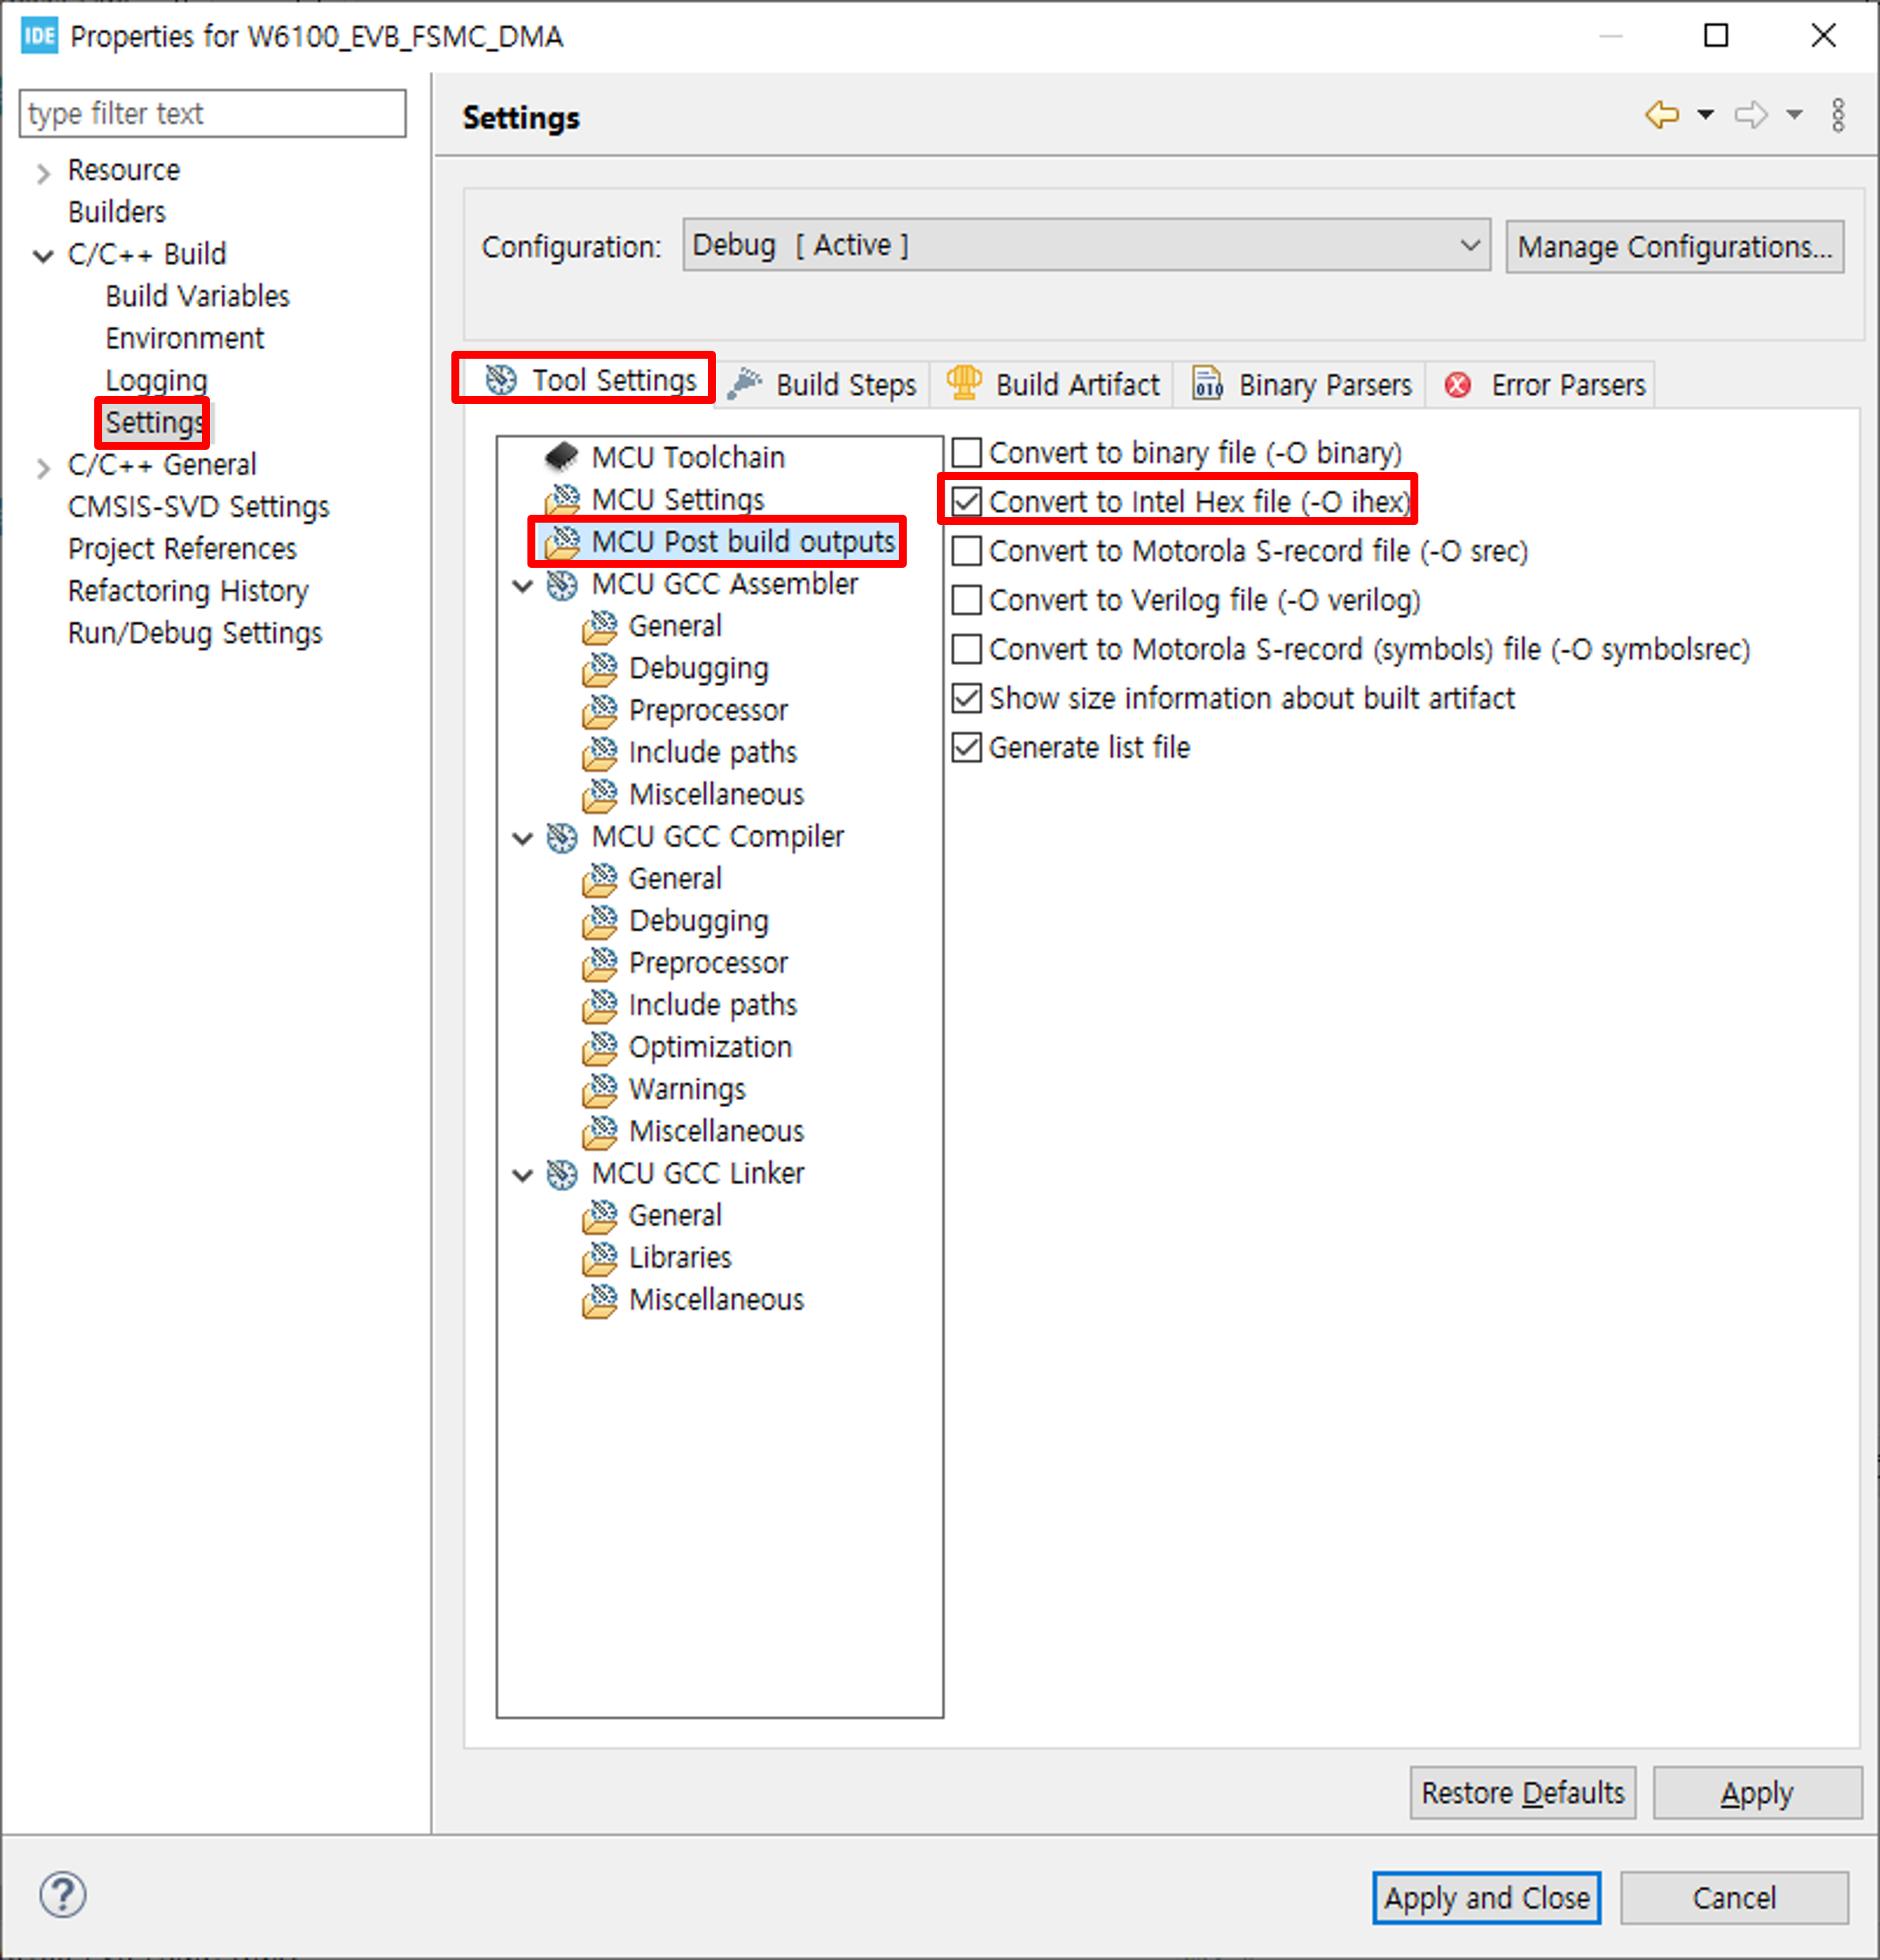 IDE Properties for W6100_EVB_FSMC_DMA
type filter text
Resource
Builders
C/C++ Build
Build Variables
Environment
Logging
Settings
C/C++ General
CMSIS-SVD Settings
Project References
Refactoring History
Run/Debug Settings
Settings
Configuration: Debug [ Active ] Manage Configurations...
Tool Settings Build Steps Build Artifact Binary Parsers Error Parsers
MCU Toolchain
MCU Settings
MCU Post build outputs
MCU GCC Assembler
General
Debugging
Preprocessor
Include paths
Miscellaneous
MCU GCC Compiler
General
Debugging
Preprocessor
Include paths
Optimization
Warnings
Miscellaneous
MCU GCC Linker
General
Libraries
Miscellaneous
Convert to binary file (-O binary)
Convert to Intel Hex file (-O ihex)
Convert to Motorola S-record file (-O srec)
Convert to Verilog file (-O verilog)
Convert to Motorola S-record (symbols) file (-O symbolsrec)
Show size information about built artifact
Generate list file
Restore Defaults Apply
? Apply and Close Cancel